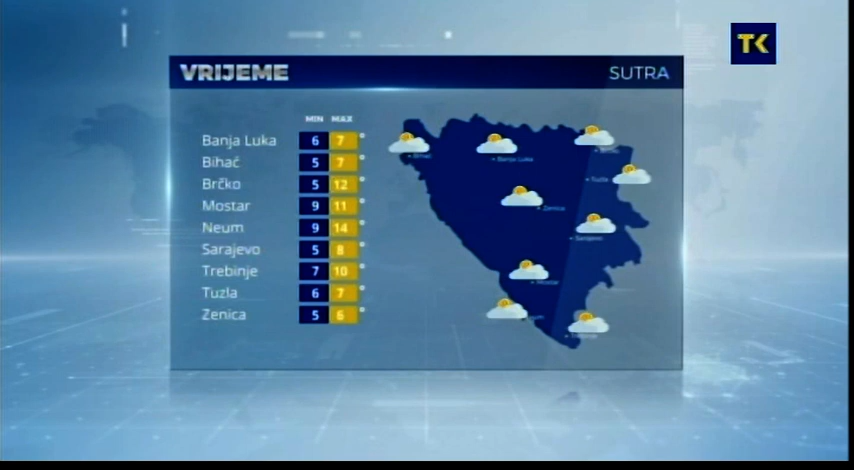 VRIJEME
SUTRA
TK
MIN MAX
Banja Luka 6 7 °
Bihać 5 7 °
Brčko 5 12 °
Mostar 9 11 °
Neum 9 14 °
Sarajevo 5 8 °
Trebinje 7 10 °
Tuzla 6 7 °
Zenica 5 6 °
Bihać
Banja Luka
Brčko
Tuzla
Zenica
Sarajevo
Mostar
Trebinje